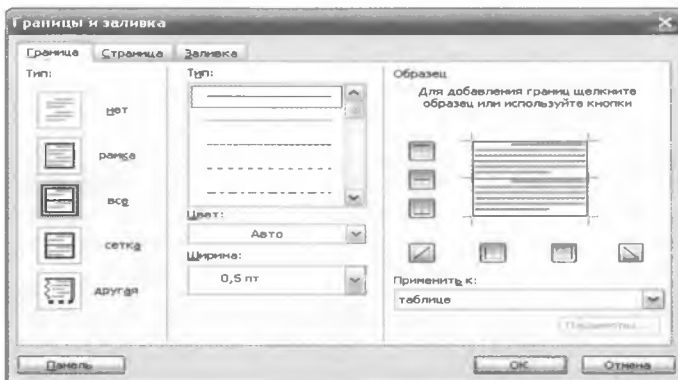 Границы и заливка
Граница Страница Заливка
Тип:
нет
рамка
все
сетка
другая
Тип:
Цвет:
Авто
Ширина:
0,5 пт
Образец
Для добавления границ щелкните
образец или используйте кнопки
Применить к:
таблице
Параметры...
Панель
ОК
Отмена